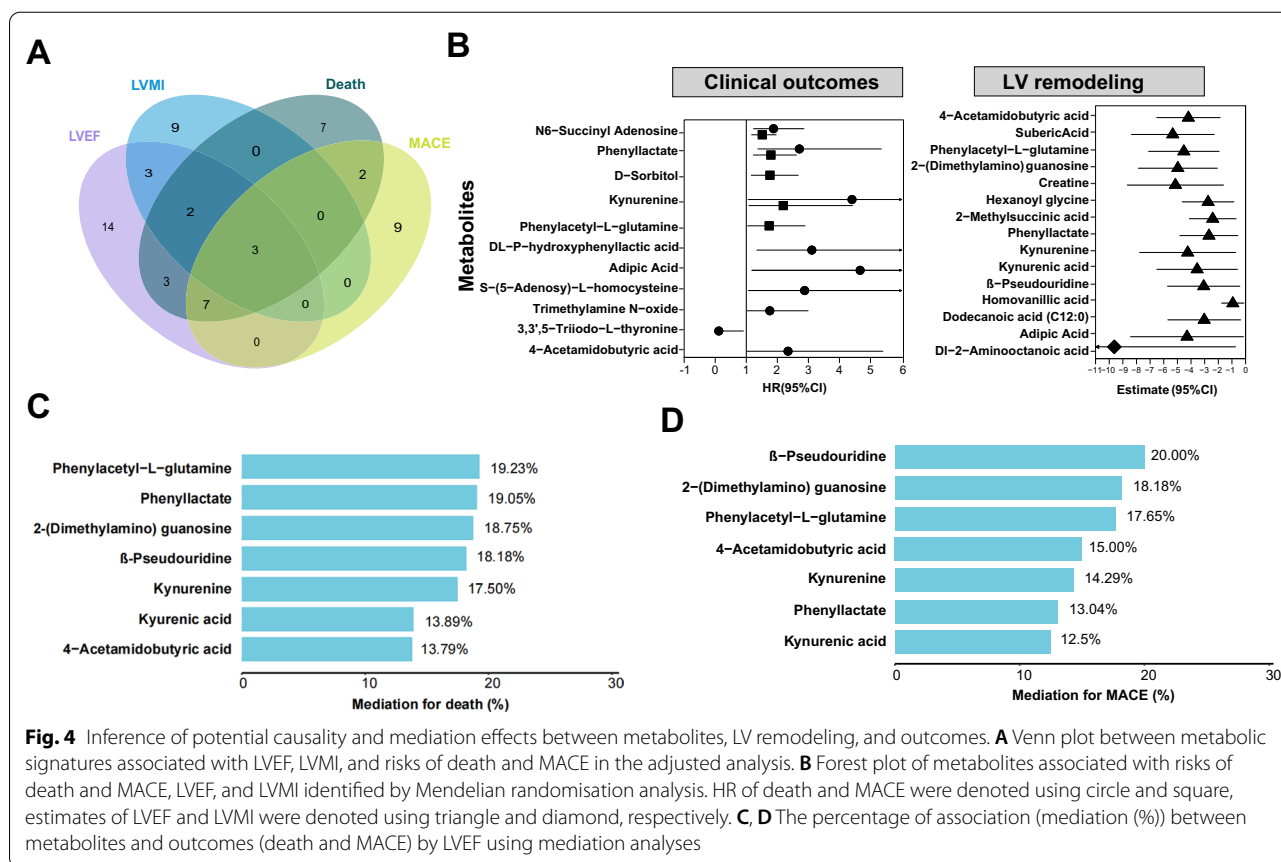 A
LVMI
Death
LVEF
MACE
9
7
0
3
2
2
0
14
9
3
3
0
7
0
0
B
Clinical outcomes
Metabolites
N6-Succinyl Adenosine
Phenyllactate
D-Sorbitol
Kynurenine
Phenylacetyl-L-glutamine
DL-P-hydroxyphenyllactic acid
Adipic Acid
S-(5-Adenosy)-L-homocysteine
Trimethylamine N-oxide
3,3',5-Triiodo-L-thyronine
4-Acetamidobutyric acid
-1 0 1 2 3 4 5 6
HR(95%CI)
LV remodeling
4-Acetamidobutyric acid
SubericAcid
Phenylacetyl-L-glutamine
2-(Dimethylamino) guanosine
Creatine
Hexanoyl glycine
2-Methylsuccinic acid
Phenyllactate
Kynurenine
Kynurenic acid
ß-Pseudouridine
Homovanillic acid
Dodecanoic acid (C12:0)
Adipic Acid
Dl-2-Aminooctanoic acid
-11-10 -9 -8 -7 -6 -5 -4 -3 -2 -1 0
Estimate (95%CI)
C
Phenylacetyl-L-glutamine 19.23%
Phenyllactate 19.05%
2-(Dimethylamino) guanosine 18.75%
ß-Pseudouridine 18.18%
Kynurenine 17.50%
Kyurenic acid 13.89%
4-Acetamidobutyric acid 13.79%
0 10 20 30
Mediation for death (%)
D
ß-Pseudouridine 20.00%
2-(Dimethylamino) guanosine 18.18%
Phenylacetyl-L-glutamine 17.65%
4-Acetamidobutyric acid 15.00%
Kynurenine 14.29%
Phenyllactate 13.04%
Kynurenic acid 12.5%
0 10 20 30
Mediation for MACE (%)
Fig. 4 Inference of potential causality and mediation effects between metabolites, LV remodeling, and outcomes. A Venn plot between metabolic
signatures associated with LVEF, LVMI, and risks of death and MACE in the adjusted analysis. B Forest plot of metabolites associated with risks of
death and MACE, LVEF, and LVMI identified by Mendelian randomisation analysis. HR of death and MACE were denoted using circle and square,
estimates of LVEF and LVMI were denoted using triangle and diamond, respectively. C, D The percentage of association (mediation (%)) between
metabolites and outcomes (death and MACE) by LVEF using mediation analyses